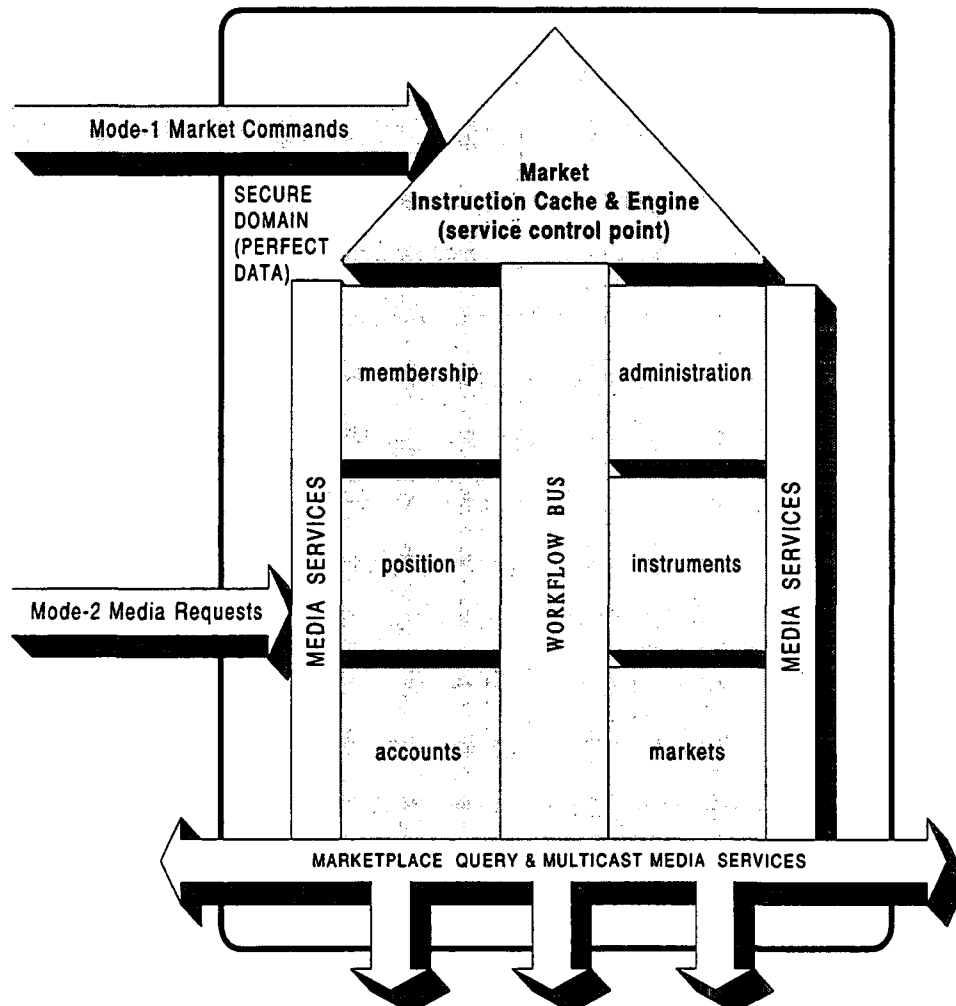 Mode-1 Market Commands
SECURE
DOMAIN
(PERFECT
DATA)
Market
Instruction Cache & Engine
(service control point)
membership
administration
MEDIA SERVICES
position
WORKFLOW BUS
instruments
MEDIA SERVICES
Mode-2 Media Requests
accounts
markets
MARKETPLACE QUERY & MULTICAST MEDIA SERVICES